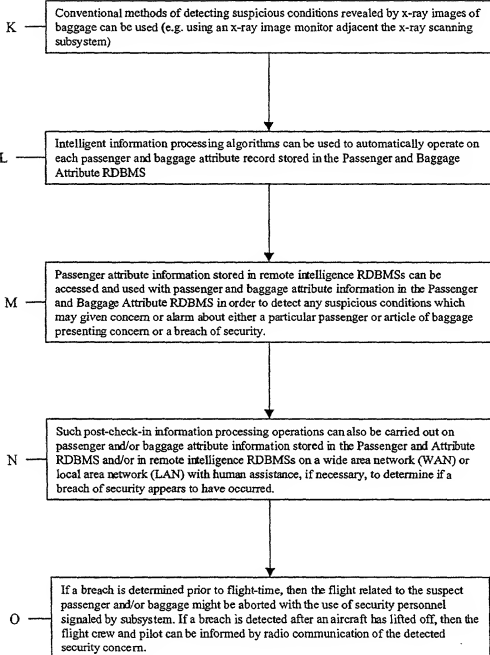 Conventional methods of detecting suspicious conditions revealed by x-ray images of
K
baggage can be used (e.g. using an x-ray image monitor adjacent the x-ray scanning
subsystem)
Intelligent information processing algorithms can be used to automatically operate on
L
each passenger and baggage attribute record stored in the Passenger and Baggage
Attribute RDBMS
Passenger attribute information stored in remote intelligence RDBMSs can be
accessed and used with passenger and baggage attribute information in the Passenger
M
and Baggage Attribute RDBMS in order to detect any suspicious conditions which
may given concern or alarm about either a particular passenger or article of baggage
presenting concern or a breach of security.
Such post-check-in information processing operations can also be carried out on
passenger and/or baggage attribute information stored in the Passenger and Attribute
N
RDBMS and/or in remote intelligence RDBMSs on a wide area network (WAN) or
local area network (LAN) with human assistance, if necessary, to determine if a
breach of security appears to have occurred.
If a breach is determined prior to flight-time, then the flight related to the suspect
passenger and/or baggage might be aborted with the use of security personnel
O
signaled by subsystem. If a breach is detected after an aircraft has lifted off, then the
flight crew and pilot can be informed by radio communication of the detected
security concern.